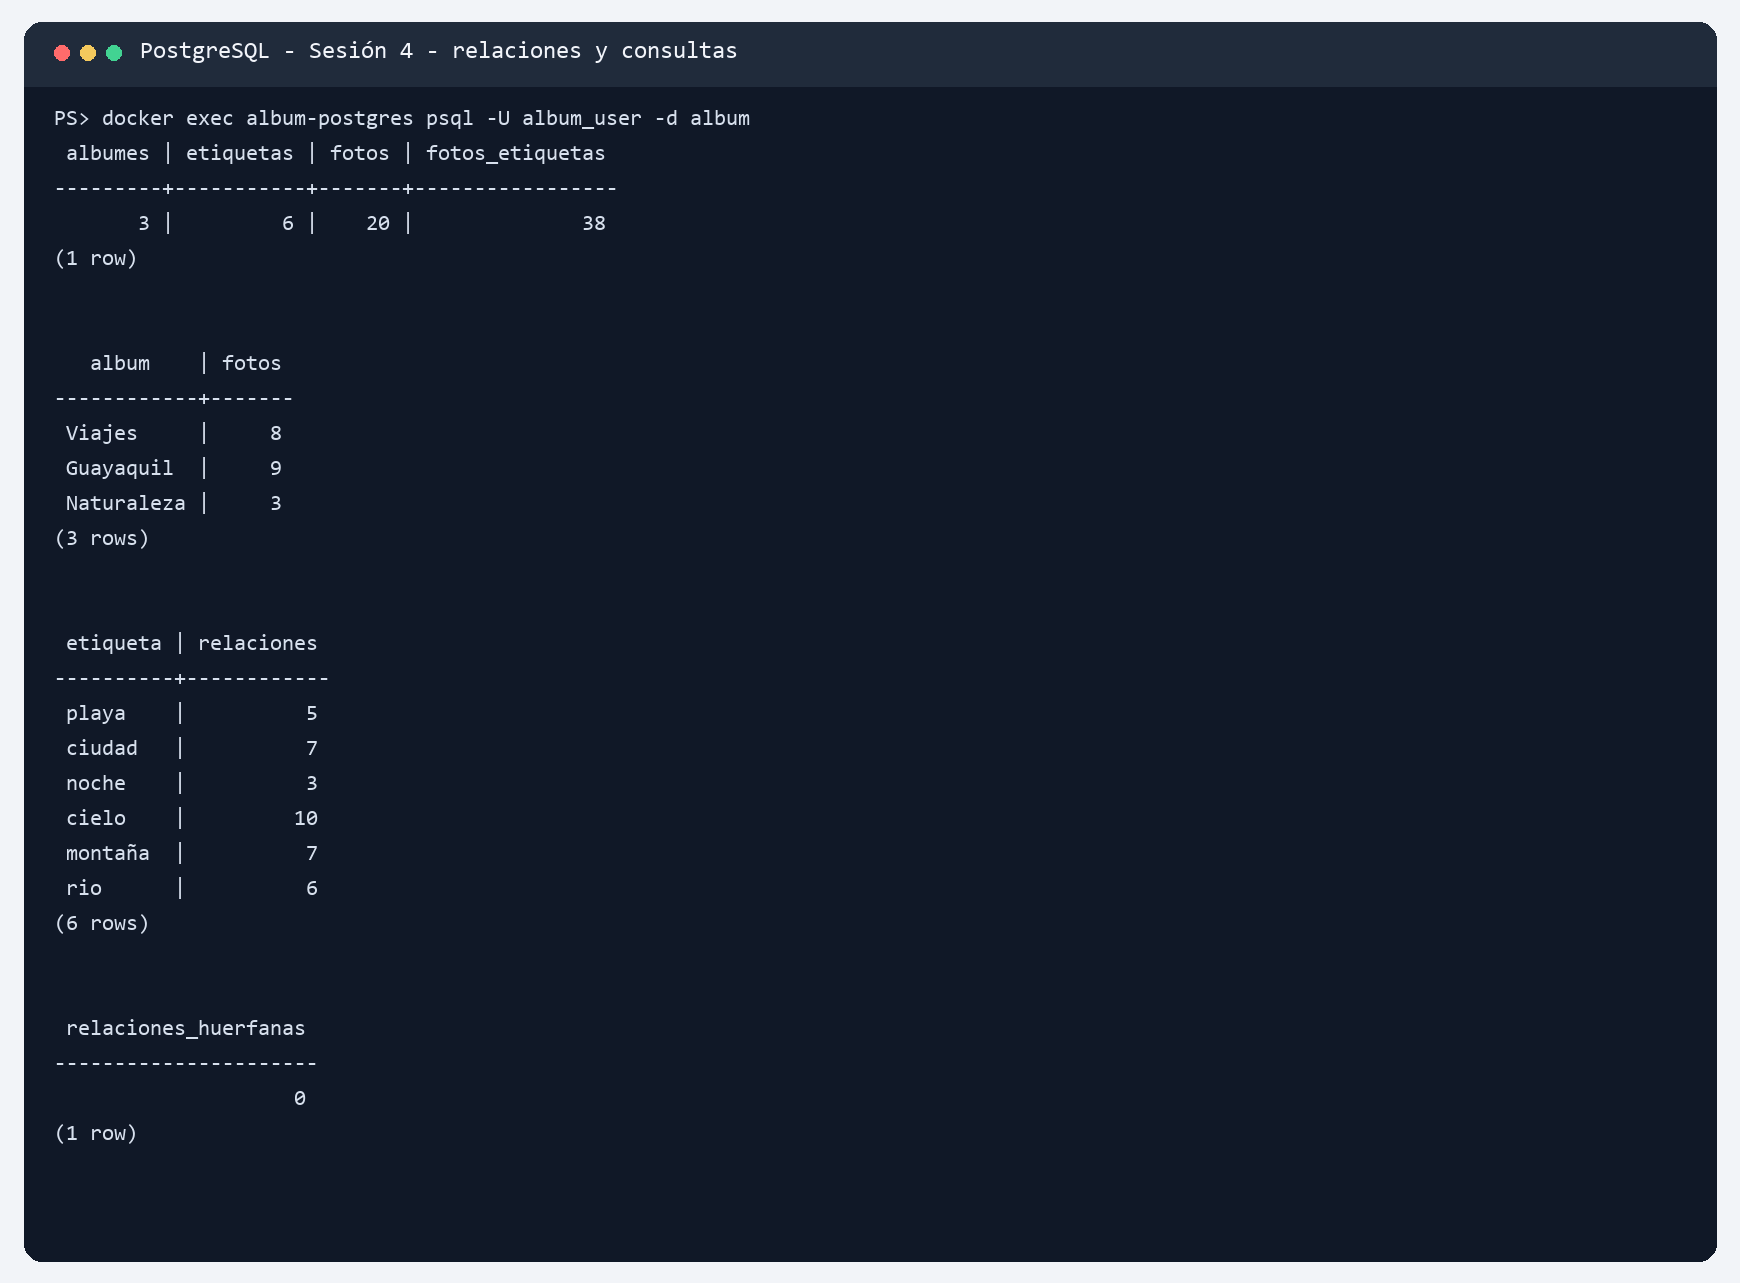 PostgreSQL - Sesión 4 - relaciones y consultas
PS> docker exec album-postgres psql -U album_user -d album
 albumes | etiquetas | fotos | fotos_etiquetas
---------+-----------+-------+-----------------
       3 |         6 |    20 |              38
(1 row)
   album    | fotos
------------+-------
 Viajes     |     8
 Guayaquil  |     9
 Naturaleza |     3
(3 rows)
 etiqueta | relaciones
----------+------------
 playa    |          5
 ciudad   |          7
 noche    |          3
 cielo    |         10
 montaña  |          7
 rio      |          6
(6 rows)
 relaciones_huerfanas
----------------------
                    0
(1 row)